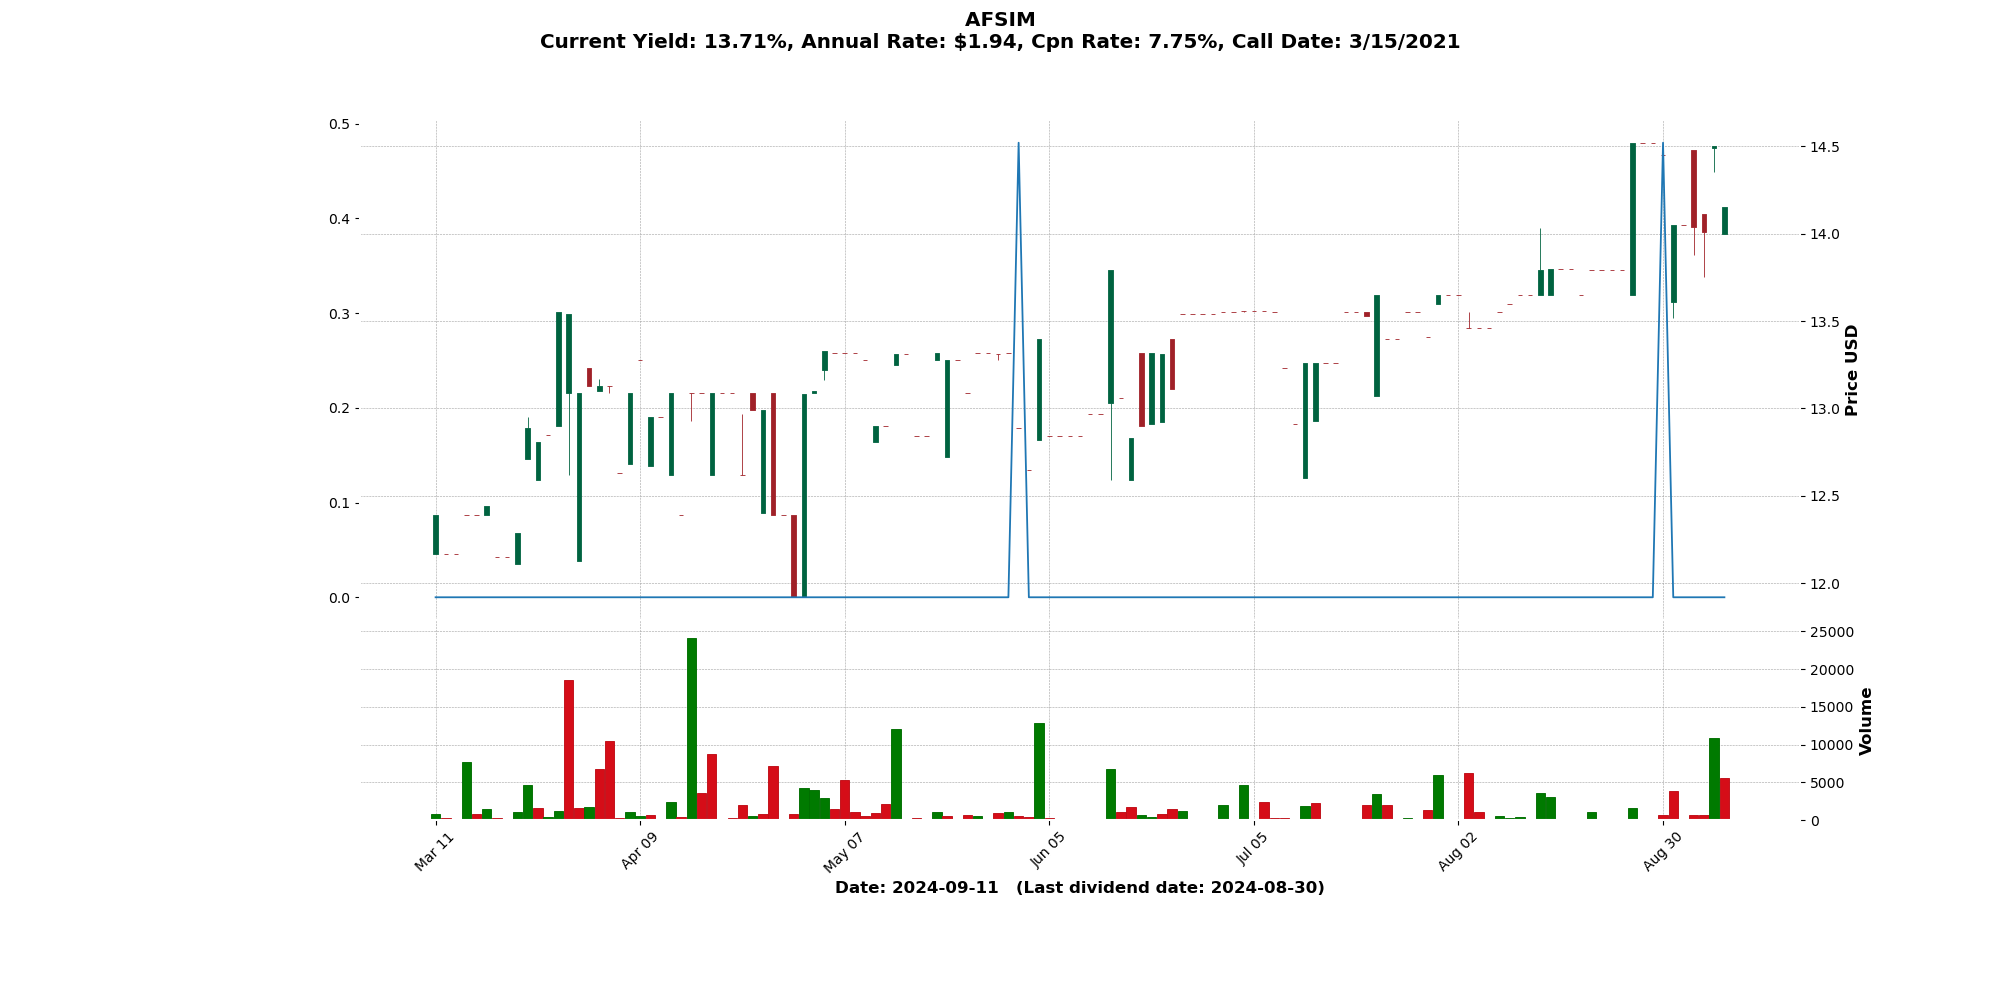 AFSIM
Current Yield: 13.71%, Annual Rate: $1.94, Cpn Rate: 7.75%, Call Date: 3/15/2021
0.5
0.4
0.3
0.2
0.1
0.0
14.5
14.0
13.5
13.0
12.5
12.0
Price USD
25000
20000
15000
10000
5000
0
Volume
Mar 11
Apr 09
May 07
Jun 05
Jul 05
Aug 02
Aug 30
Date: 2024-09-11 (Last dividend date: 2024-08-30)